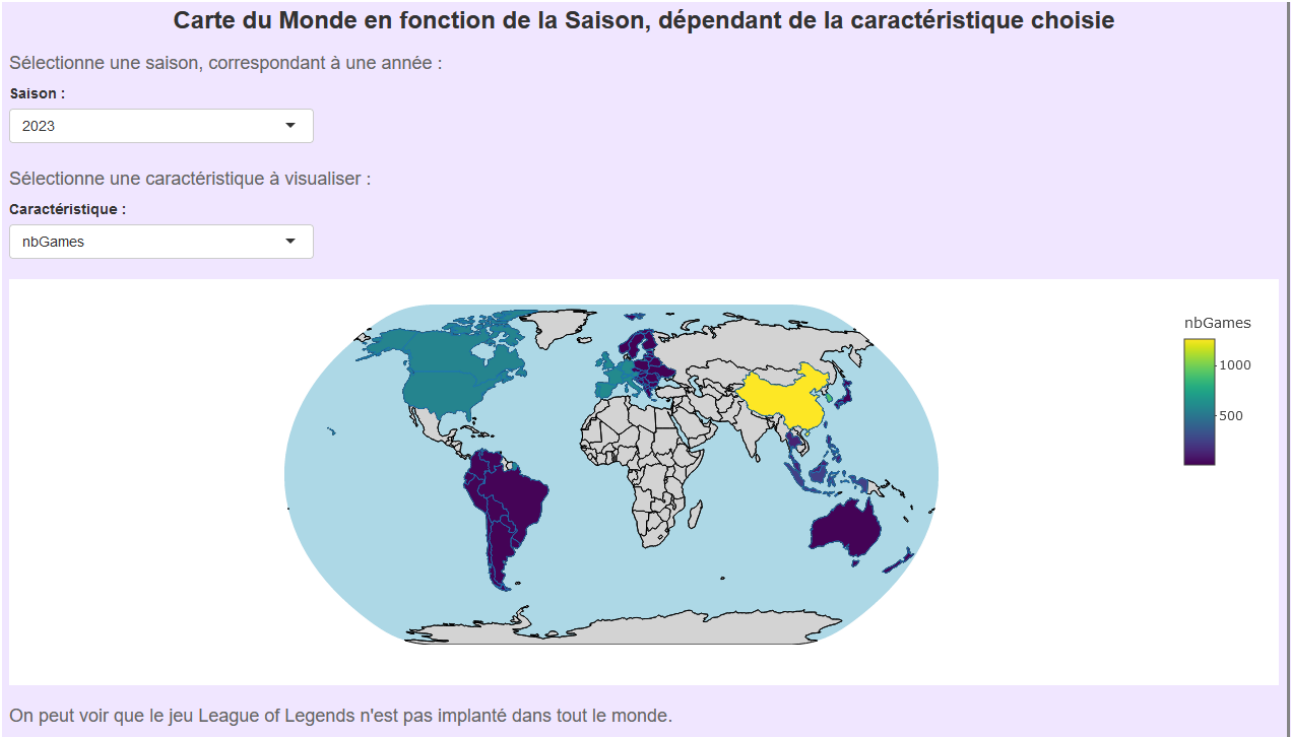 Carte du Monde en fonction de la Saison, dépendant de la caractéristique choisie
Sélectionne une saison, correspondant à une année :
Saison :
2023
Sélectionne une caractéristique à visualiser :
Caractéristique :
nbGames
nbGames
1000
500
On peut voir que le jeu League of Legends n'est pas implanté dans tout le monde.